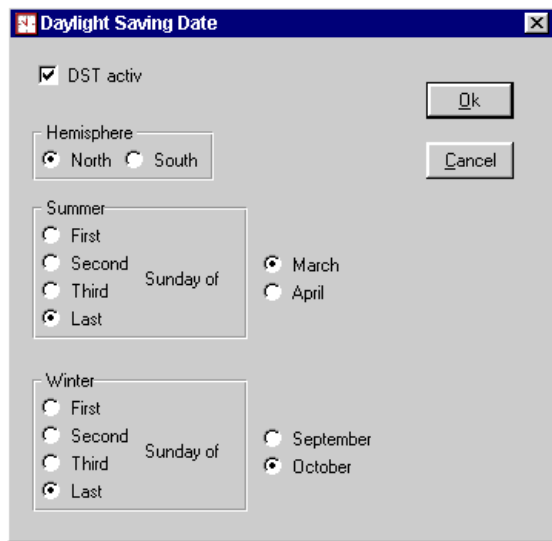 Daylight Saving Date
DST activ
Ok
Hemisphere
North South
Cancel
Summer
First
Second
Third
Last
Sunday of
March
April
Winter
First
Second
Third
Last
Sunday of
September
October